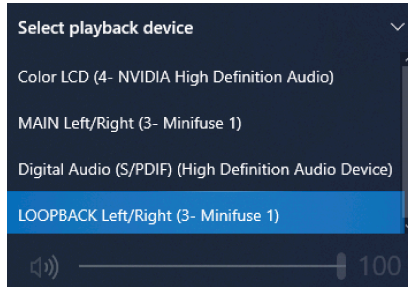 Select playback device
Color LCD (4- NVIDIA High Definition Audio)
MAIN Left/Right (3- Minifuse 1)
Digital Audio (S/PDIF) (High Definition Audio Device)
LOOPBACK Left/Right (3- Minifuse 1)
100